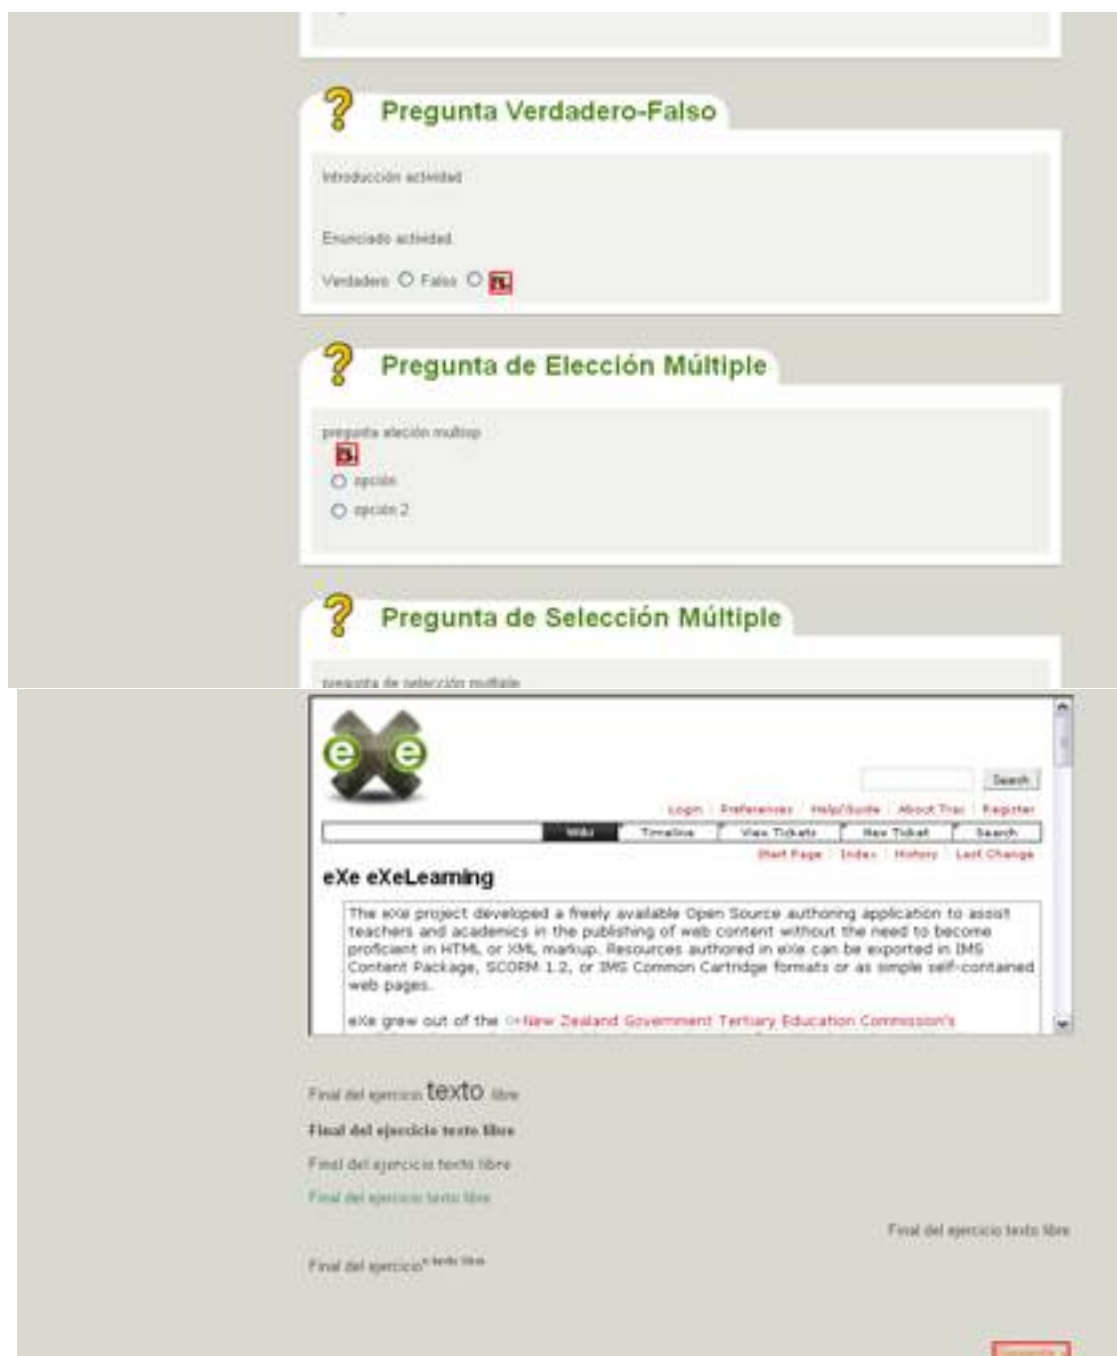 Pregunta Verdadero-Falso
Introducción actividad
Enunciado actividad
Verdadero Falso
Pregunta de Elección Múltiple
pregunta eleción multiop
opción
opción 2
Pregunta de Selección Múltiple
pregunta de selección multiple
e e
Search
Login Preferences Help/Guide About Trac Register
Wiki Timeline View Tickets New Ticket Search
Start Page Index History Last Change
eXe eXeLearning
The eXe project developed a freely available Open Source authoring application to assist
teachers and academics in the publishing of web content without the need to become
proficient in HTML or XML markup. Resources authored in eXe can be exported in IMS
Content Package, SCORM 1.2, or IMS Common Cartridge formats or as simple self-contained
web pages.
eXe grew out of the New Zealand Government Tertiary Education Commission's
Final del ejercicio texto libre
Final del ejercicio texto libre
Final del ejercicio texto libre
Final del ejercicio texto libre
Final del ejercicio texto libre
Final del ejercicio texto libre